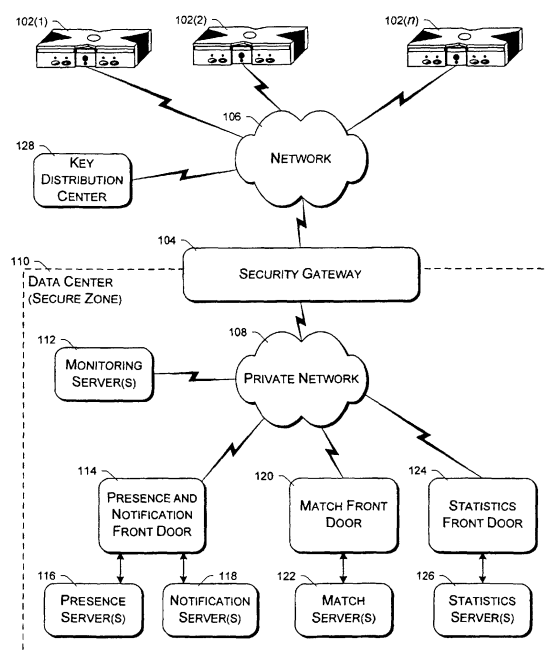 102(1)
102(2)
102(n)
106
NETWORK
128
KEY
DISTRIBUTION
CENTER
104
SECURITY GATEWAY
110
DATA CENTER
(SECURE ZONE)
108
PRIVATE NETWORK
112
MONITORING
SERVER(S)
114
PRESENCE AND
NOTIFICATION
FRONT DOOR
120
MATCH FRONT
DOOR
124
STATISTICS
FRONT DOOR
116
PRESENCE
SERVER(S)
118
NOTIFICATION
SERVER(S)
122
MATCH
SERVER(S)
126
STATISTICS
SERVER(S)